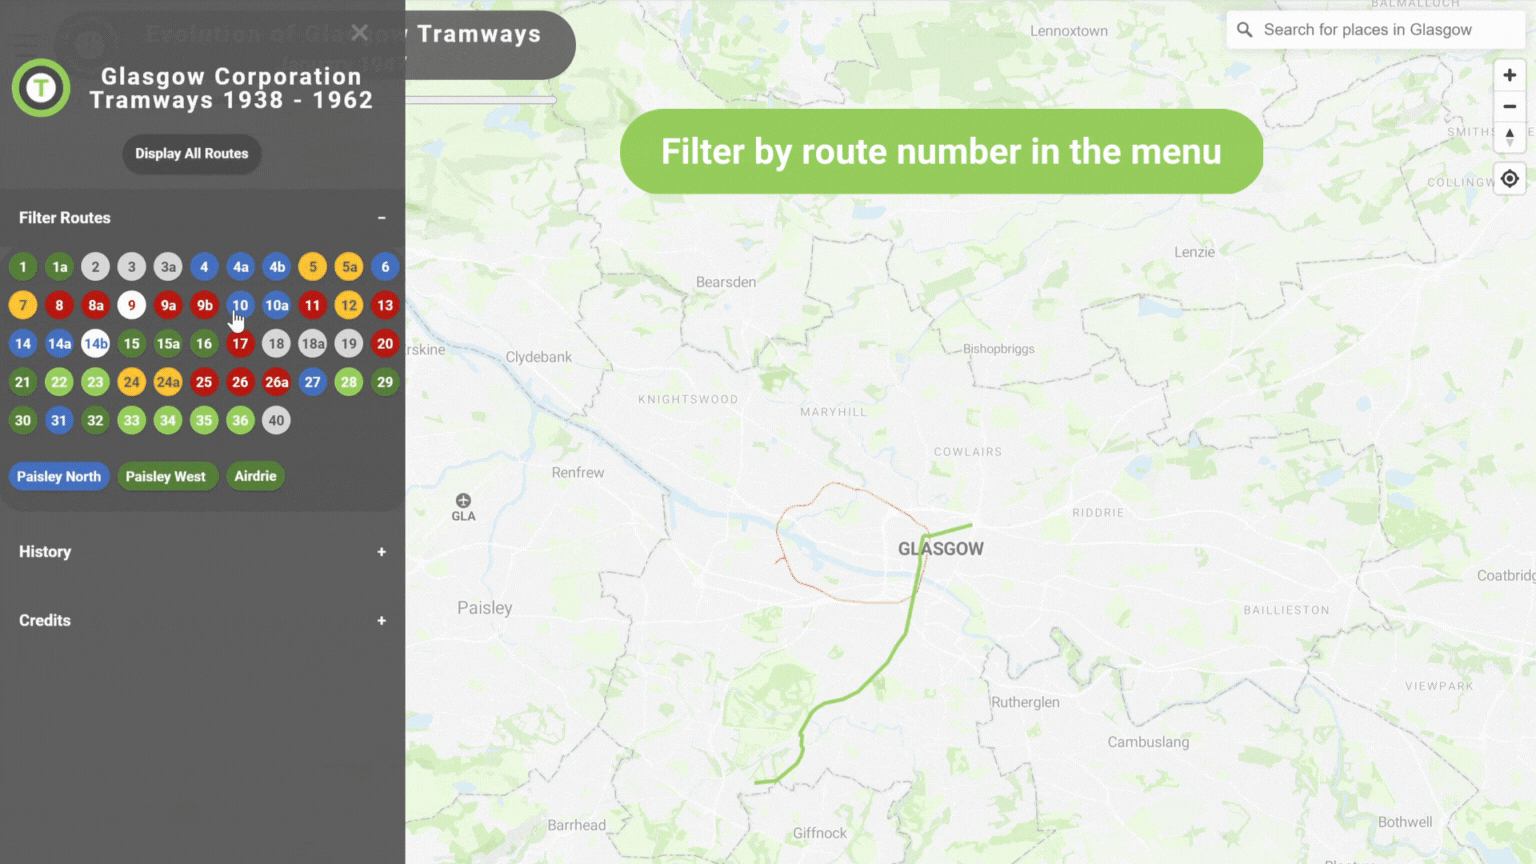 Evolution of Glasgow Tramways
T
Glasgow Corporation
Tramways 1938 - 1962
Display All Routes
Filter Routes
−
1 1a 2 3 3a 4 4a 4b 5 5a 6
7 8 8a 9 9a 9b 10 10a 11 12 13
14 14a 14b 15 15a 16 17 18 18a 19 20
21 22 23 24 24a 25 26 26a 27 28 29
30 31 32 33 34 35 36 40
Paisley North Paisley West Airdrie
History +
Credits +
Filter by route number in the menu
Search for places in Glasgow
+
−
BALMALLOCH
Lennoxtown
SMITHS
E
COLLINGW
Lenzie
Bearsden
rskine
Clydebank
Bishopbriggs
KNIGHTSWOOD
MARYHILL
COWLAIRS
Renfrew
GLA
RIDDRIE
GLASGOW
Coatbridg
Paisley
BAILLIESTON
VIEWPARK
Rutherglen
Cambuslang
Barrhead
Giffnock
Bothwell